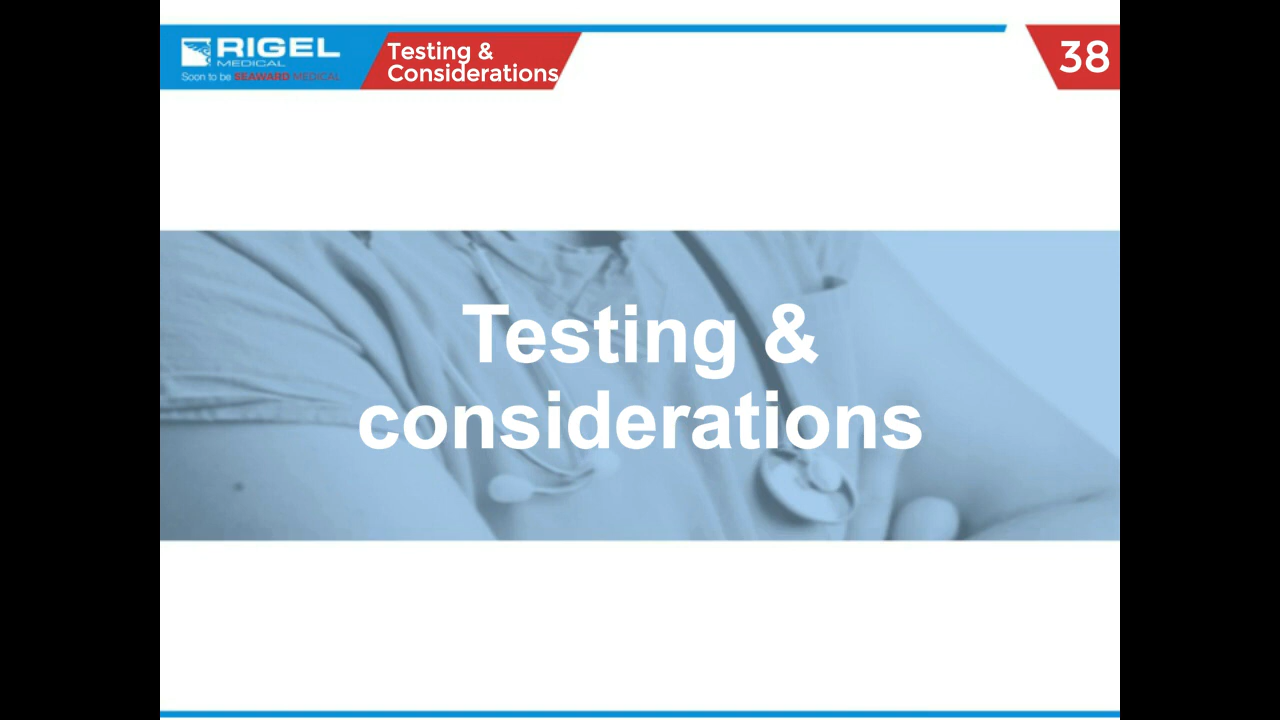 RIGEL
MEDICAL
Soon to be SEAWARD MEDICAL
Testing &
Considerations
38
Testing &
considerations